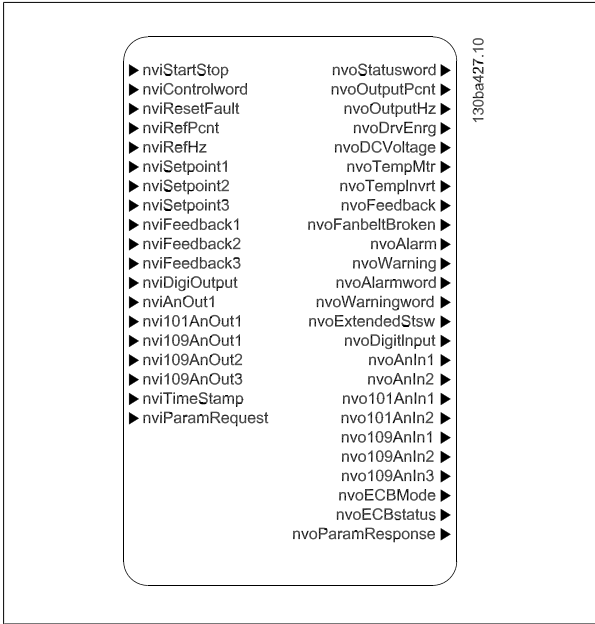 nviStartStop
nviControlword
nviResetFault
nviRefPcnt
nviRefHz
nviSetpoint1
nviSetpoint2
nviSetpoint3
nviFeedback1
nviFeedback2
nviFeedback3
nviDigiOutput
nviAnOut1
nvi101AnOut1
nvi109AnOut1
nvi109AnOut2
nvi109AnOut3
nviTimeStamp
nviParamRequest
nvoStatusword
nvoOutputPcnt
nvoOutputHz
nvoDrvEnrg
nvoDCVoltage
nvoTempMtr
nvoTempInvrt
nvoFeedback
nvoFanbeltBroken
nvoAlarm
nvoWarning
nvoAlarmword
nvoWarningword
nvoExtendedStsw
nvoDigitInput
nvoAnIn1
nvoAnIn2
nvo101AnIn1
nvo101AnIn2
nvo109AnIn1
nvo109AnIn2
nvo109AnIn3
nvoECBMode
nvoECBstatus
nvoParamResponse
130ba427.10